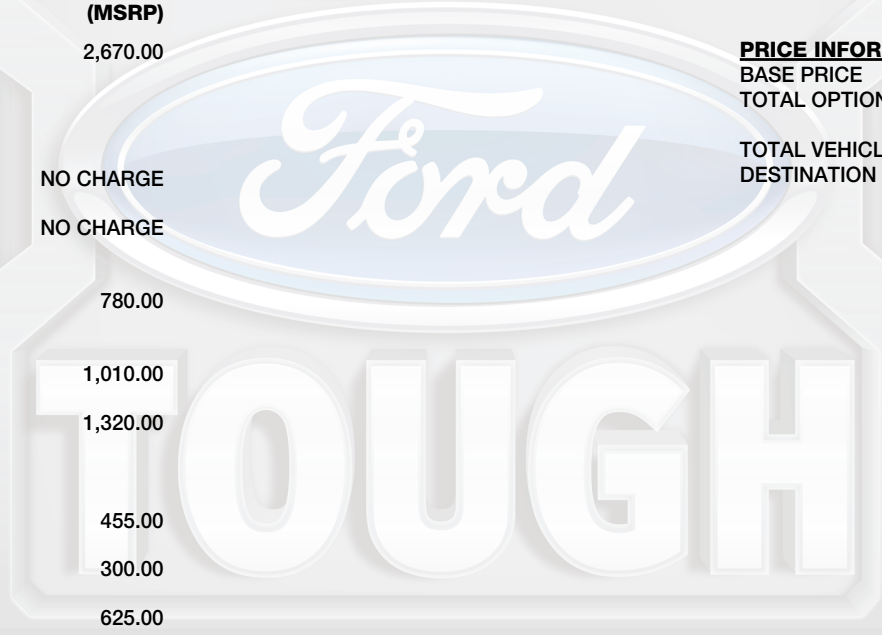 (MSRP)
2,670.00
NO CHARGE
NO CHARGE
780.00
1,010.00
1,320.00
455.00
300.00
625.00
PRICE INFOR
BASE PRICE
TOTAL OPTION
TOTAL VEHICL
DESTINATION
Ford
TOUGH